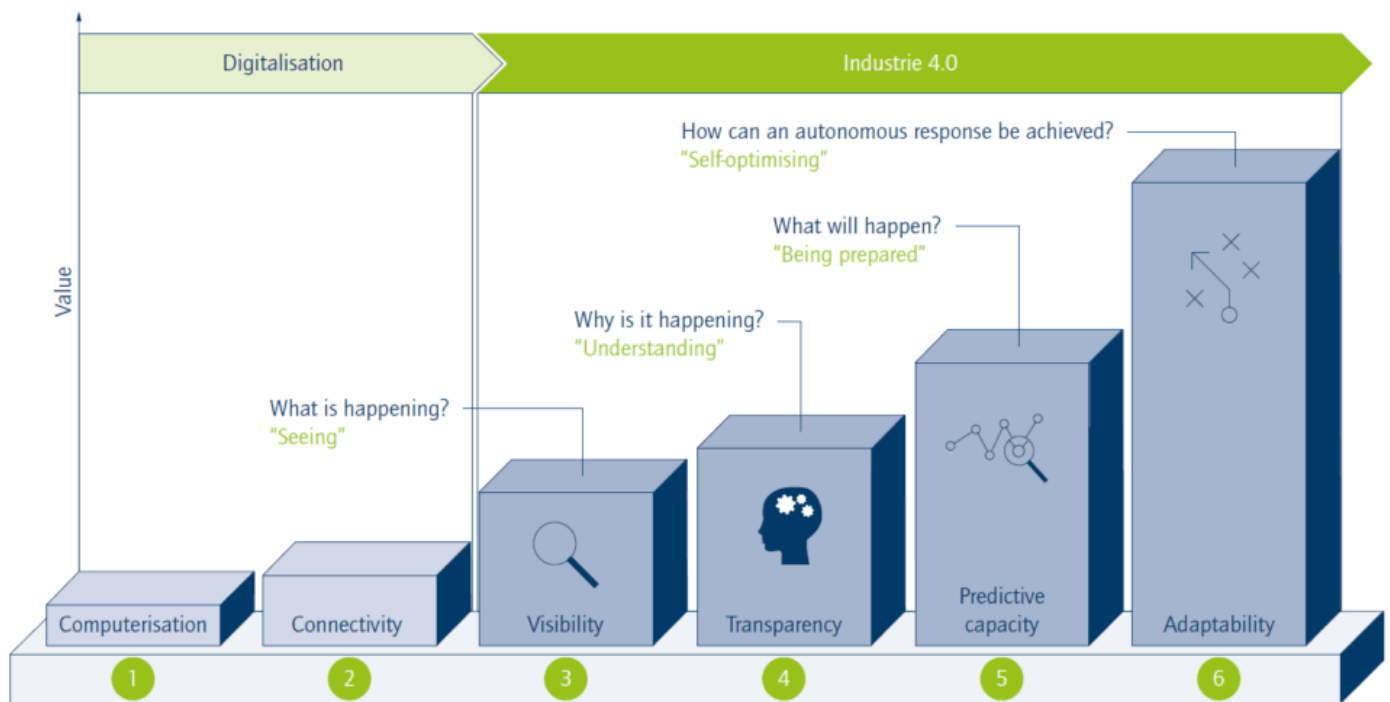 Digitalisation
Industrie 4.0
How can an autonomous response be achieved?
"Self-optimising"
What will happen?
"Being prepared"
Value
Why is it happening?
"Understanding"
What is happening?
"Seeing"
Computerisation
Connectivity
Visibility
Transparency
Predictive
capacity
Adaptability
1
2
3
4
5
6